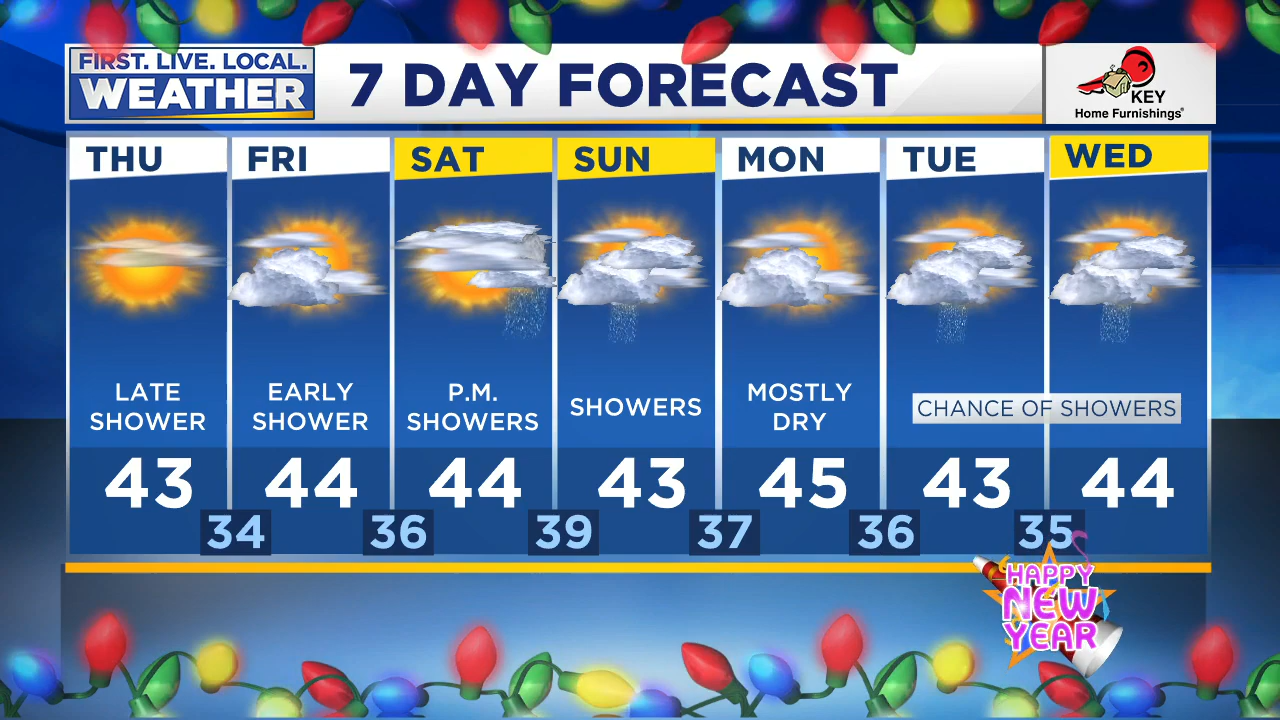 FIRST. LIVE. LOCAL.
WEATHER
7 DAY FORECAST
KEY
Home Furnishings®
THU
FRI
SAT
SUN
MON
TUE
WED
LATE
SHOWER
EARLY
SHOWER
P.M.
SHOWERS
SHOWERS
MOSTLY
DRY
CHANCE OF SHOWERS
43
44
44
43
45
43
44
34
36
39
37
36
35
HAPPY
NEW
YEAR